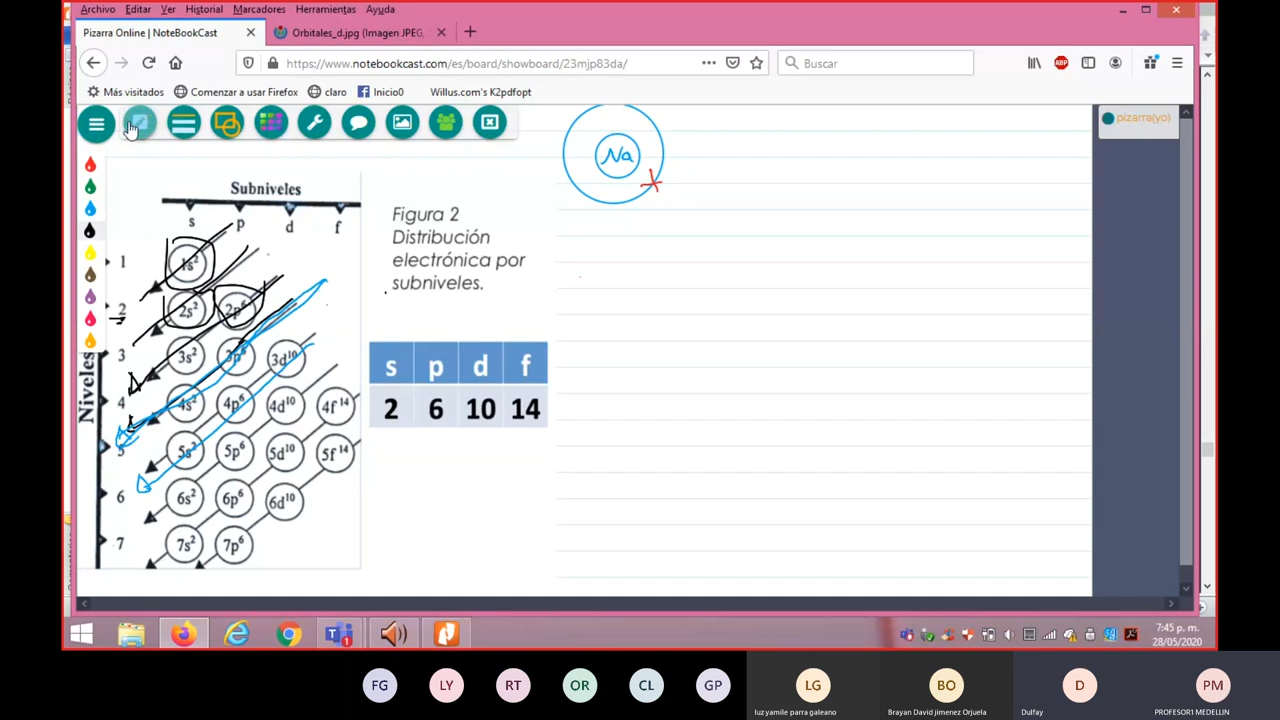 Archivo Editar Ver Historial Marcadores Herramientas Ayuda
Pizarra Online | NoteBookCast
Orbitales_d.jpg (Imagen JPEG,
https://www.notebookcast.com/es/board/showboard/23mjp83da/
Buscar
ABP
Más visitados Comenzar a usar Firefox claro Inicio0 Willus.com's K2pdfopt
pizarra(yo)
Na
Subniveles
s p d f
Niveles
1 1s²
2 2s² 2p⁶
3 3s² 3p⁶ 3d¹⁰
4 4s² 4p⁶ 4d¹⁰ 4f¹⁴
5 5s² 5p⁶ 5d¹⁰ 5f¹⁴
6 6s² 6p⁶ 6d¹⁰
7 7s² 7p⁶
Figura 2
Distribución
electrónica por
subniveles.
s p d f
2 6 10 14
7:45 p. m.
28/05/2020
FG LY RT OR CL GP LG BO D PM
luz yamile parra galeano Brayan David jimenez Orjuela Dulfay PROFESOR1 MEDELLIN